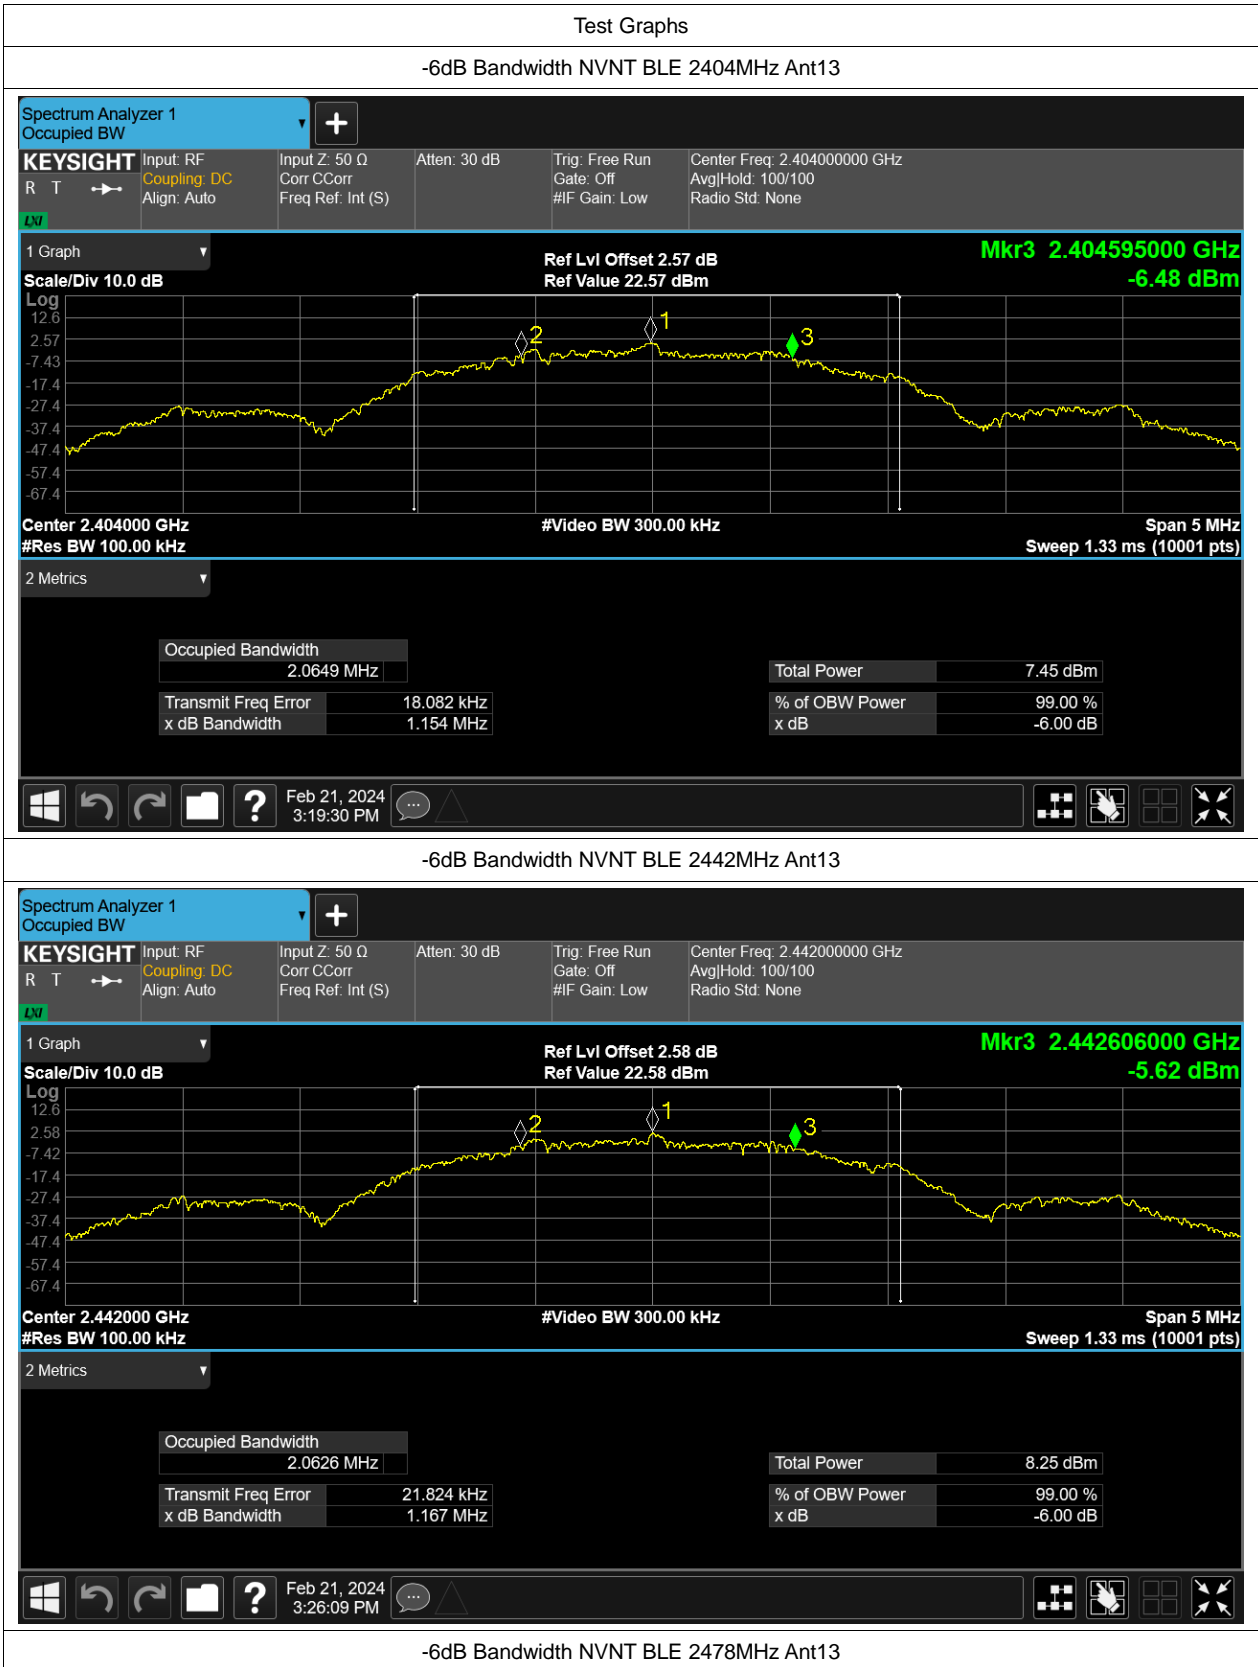 Test Graphs
-6dB Bandwidth NVNT BLE 2404MHz Ant13
Spectrum Analyzer 1
Occupied BW
KEYSIGHT Input: RF Input Z: 50 Ω Atten: 30 dB Trig: Free Run Center Freq: 2.404000000 GHz
R T Coupling: DC Corr CCorr Gate: Off Avg|Hold: 100/100
Align: Auto Freq Ref: Int (S) #IF Gain: Low Radio Std: None
LXI
1 Graph Ref Lvl Offset 2.57 dB Mkr3 2.404595000 GHz
Scale/Div 10.0 dB Ref Value 22.57 dBm -6.48 dBm
Log
12.6
2.57
-7.43
-17.4
-27.4
-37.4
-47.4
-57.4
-67.4
2 1 3
Center 2.404000 GHz #Video BW 300.00 kHz Span 5 MHz
#Res BW 100.00 kHz Sweep 1.33 ms (10001 pts)
2 Metrics
Occupied Bandwidth
2.0649 MHz Total Power 7.45 dBm
Transmit Freq Error 18.082 kHz % of OBW Power 99.00 %
x dB Bandwidth 1.154 MHz x dB -6.00 dB
? Feb 21, 2024
3:19:30 PM
-6dB Bandwidth NVNT BLE 2442MHz Ant13
Spectrum Analyzer 1
Occupied BW
KEYSIGHT Input: RF Input Z: 50 Ω Atten: 30 dB Trig: Free Run Center Freq: 2.442000000 GHz
R T Coupling: DC Corr CCorr Gate: Off Avg|Hold: 100/100
Align: Auto Freq Ref: Int (S) #IF Gain: Low Radio Std: None
LXI
1 Graph Ref Lvl Offset 2.58 dB Mkr3 2.442606000 GHz
Scale/Div 10.0 dB Ref Value 22.58 dBm -5.62 dBm
Log
12.6
2.58
-7.42
-17.4
-27.4
-37.4
-47.4
-57.4
-67.4
2 1 3
Center 2.442000 GHz #Video BW 300.00 kHz Span 5 MHz
#Res BW 100.00 kHz Sweep 1.33 ms (10001 pts)
2 Metrics
Occupied Bandwidth
2.0626 MHz Total Power 8.25 dBm
Transmit Freq Error 21.824 kHz % of OBW Power 99.00 %
x dB Bandwidth 1.167 MHz x dB -6.00 dB
? Feb 21, 2024
3:26:09 PM
-6dB Bandwidth NVNT BLE 2478MHz Ant13